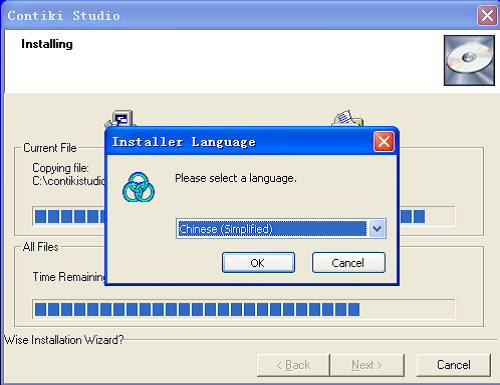 Contiki Studio
Installing
Current File
Copying file:
C:\contikistudio
Installer Language
Please select a language.
Chinese (Simplified)
OK
Cancel
All Files
Time Remaining
Wise Installation Wizard?
< Back
Next >
Cancel